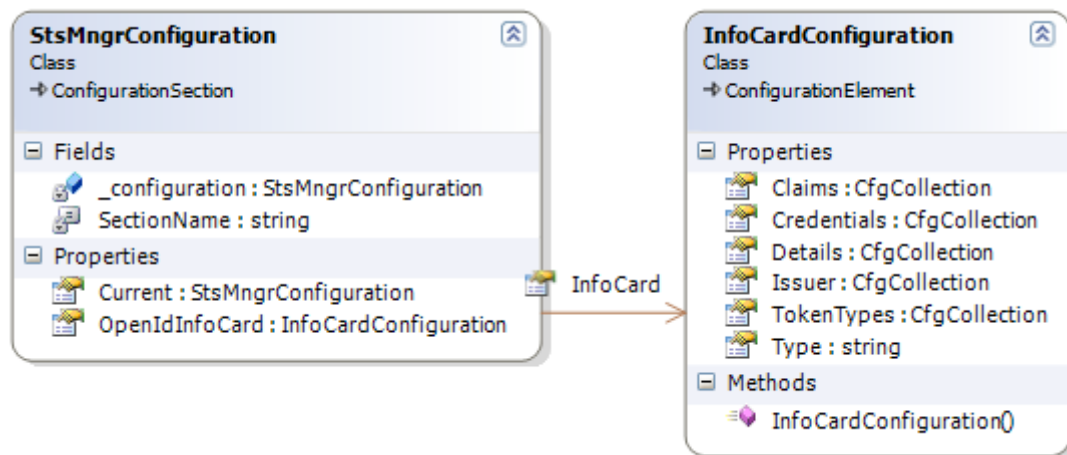 StsMngrConfiguration
Class
ConfigurationSection
Fields
_configuration : StsMngrConfiguration
SectionName : string
Properties
Current : StsMngrConfiguration
OpenIdInfoCard : InfoCardConfiguration
InfoCard
InfoCardConfiguration
Class
ConfigurationElement
Properties
Claims : CfgCollection
Credentials : CfgCollection
Details : CfgCollection
Issuer : CfgCollection
TokenTypes : CfgCollection
Type : string
Methods
InfoCardConfiguration()